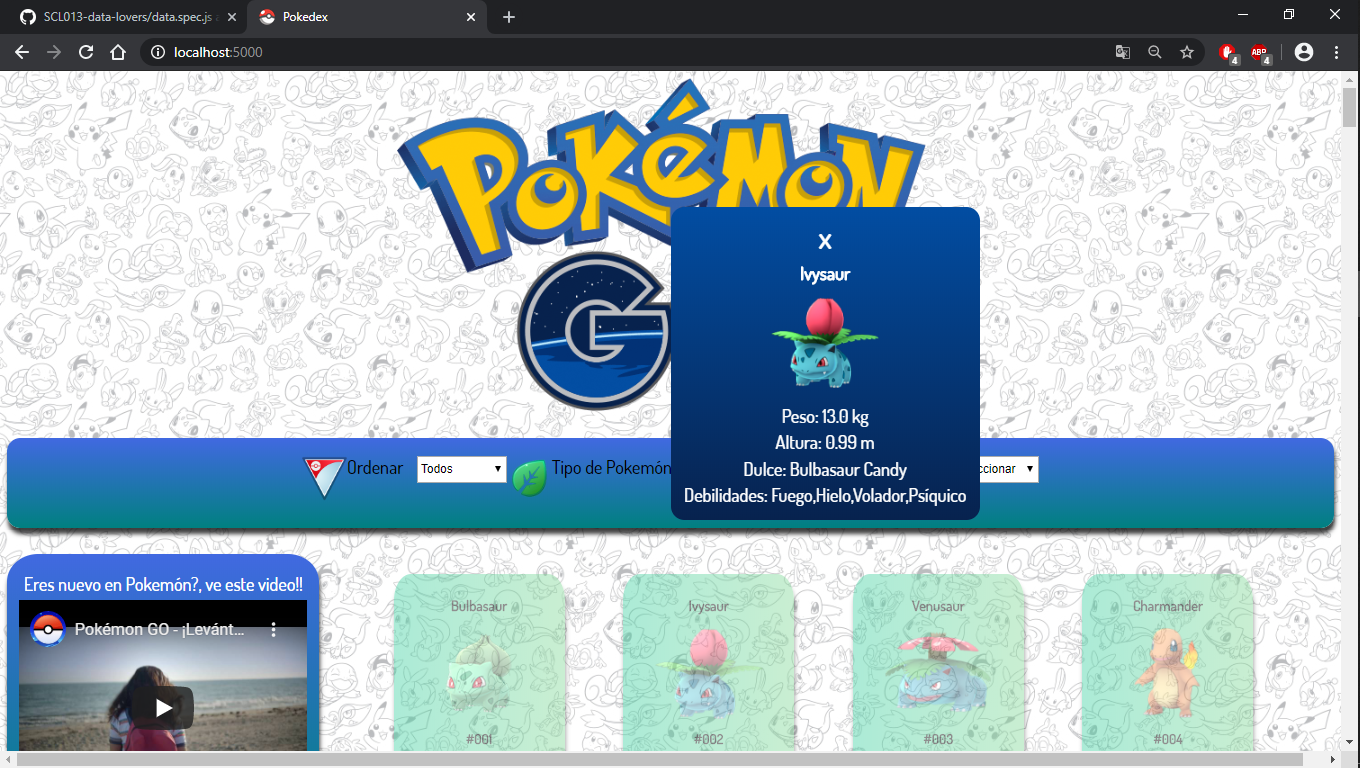 SCL013-data-lovers/data.spec.js a
Pokedex
localhost:5000
4
ABP
4
POKéMON
G
X
Ivysaur
Peso: 13.0 kg
Altura: 0.99 m
Dulce: Bulbasaur Candy
Debilidades: Fuego,Hielo,Volador,Psíquico
Ordenar
Todos
Tipo de Pokemón
ccionar
Eres nuevo en Pokemón?, ve este video!!
Pokémon GO - ¡Levánt...
Bulbasaur
#001
Ivysaur
#002
Venusaur
#003
Charmander
#004